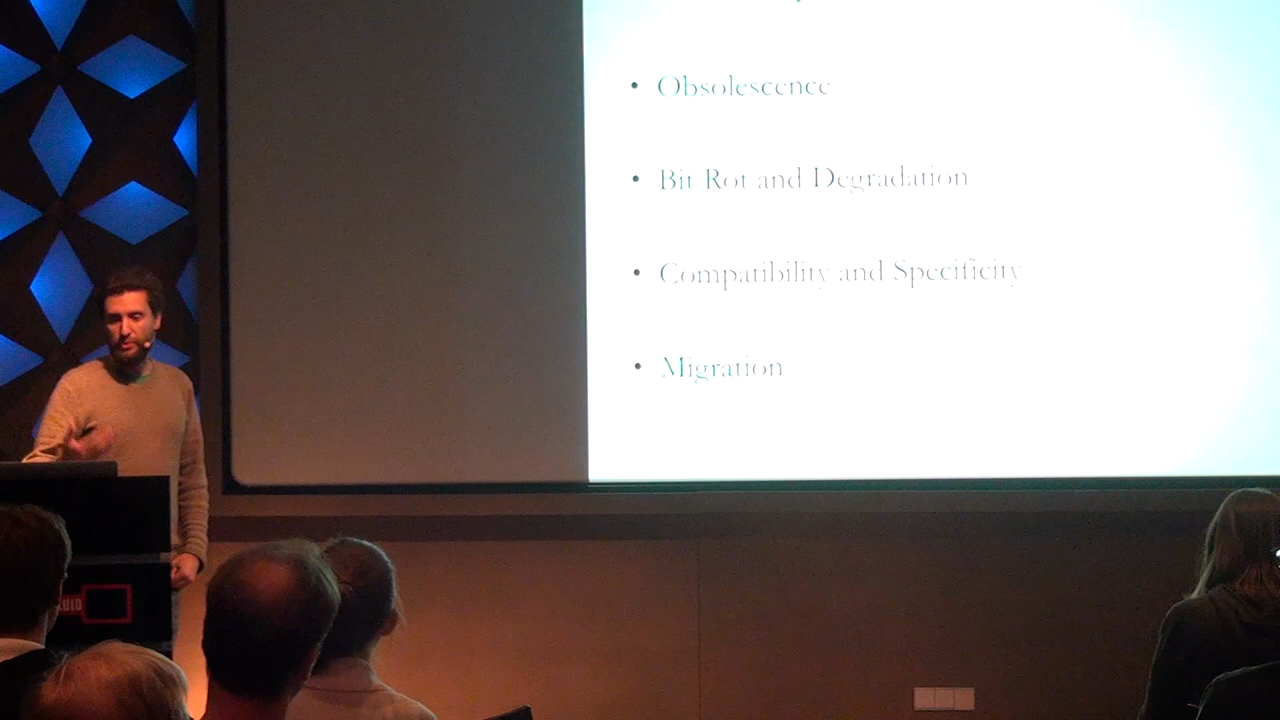 • Obsolescence
• Bit Rot and Degradation
• Compatibility and Specificity
• Migration